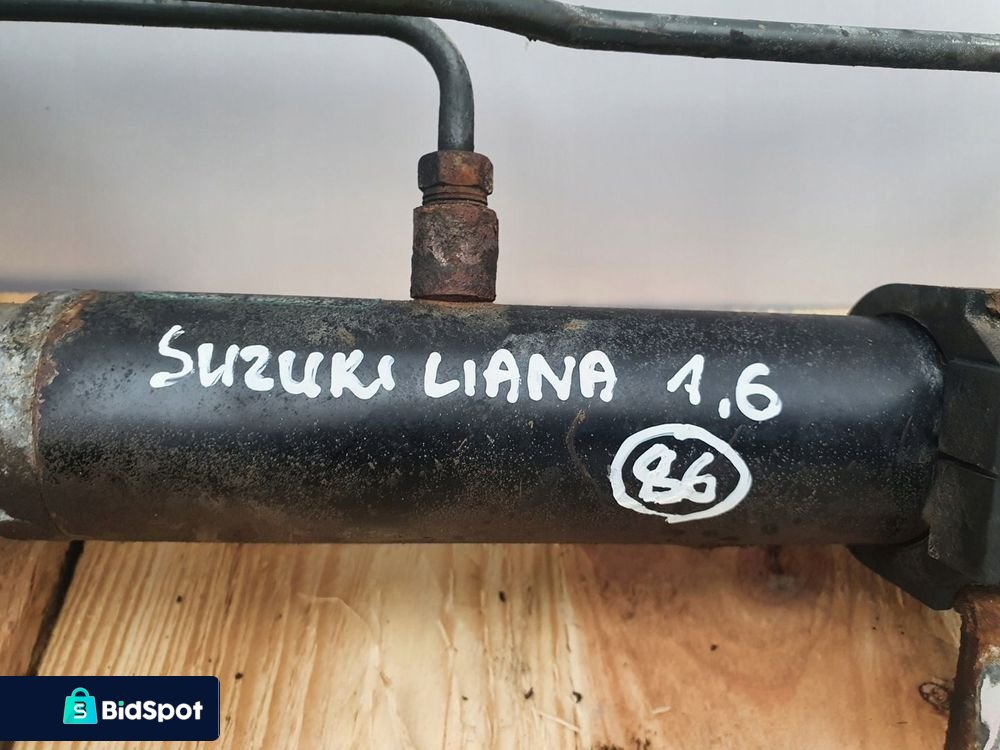 SUZUKI LIANA 1,6
86
BidSpot